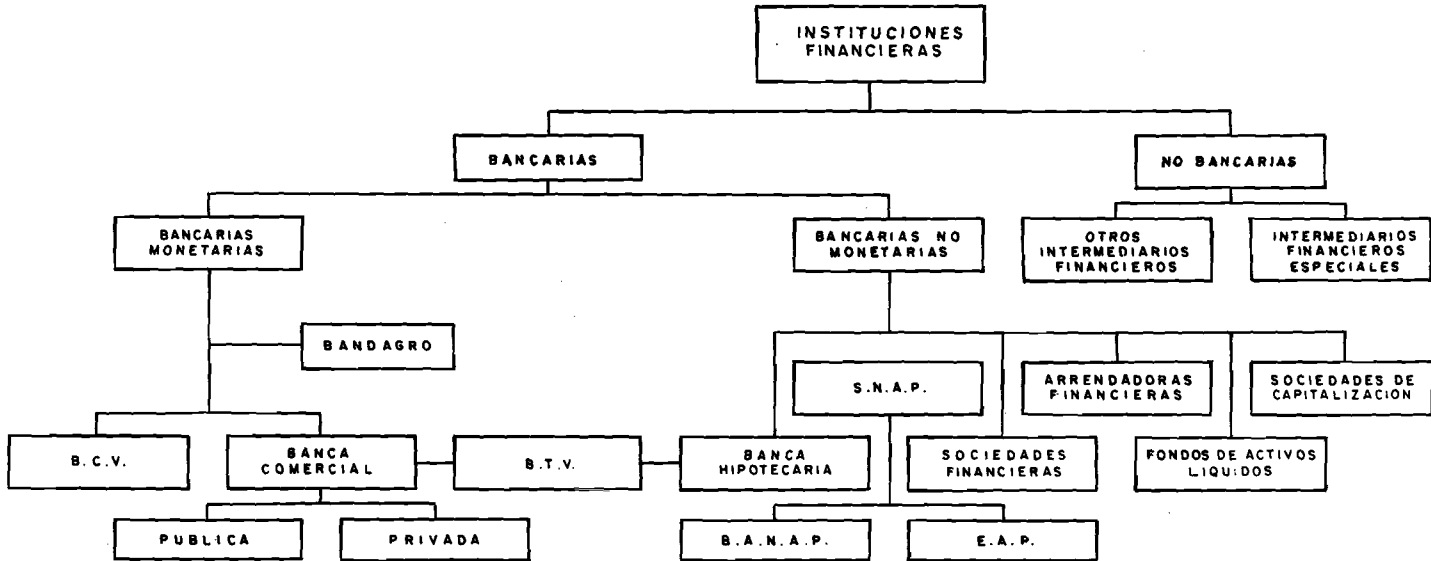 INSTITUCIONES
FINANCIERAS
BANCARIAS
NO BANCARIAS
BANCARIAS
MONETARIAS
BANCARIAS NO
MONETARIAS
OTROS
INTERMEDIARIOS
FINANCIEROS
INTERMEDIARIOS
FINANCIEROS
ESPECIALES
BANDAGRO
S.N.A.P.
ARRENDADORAS
FINANCIERAS
SOCIEDADES DE
CAPITALIZACION
B.C.V.
BANCA
COMERCIAL
B.T.V.
BANCA
HIPOTECARIA
SOCIEDADES
FINANCIERAS
FONDOS DE ACTIVOS
LIQUIDOS
PUBLICA
PRIVADA
B.A.N.A.P.
E.A.P.